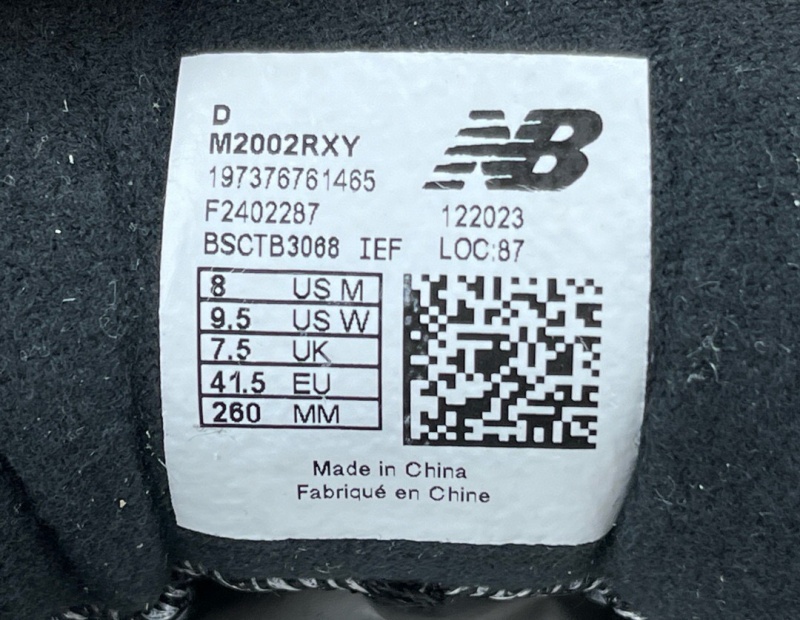 D
M2002RXY
NB
197376761465
F2402287 122023
BSCTB3068 IEF LOC:87
8 US M
9.5 US W
7.5 UK
41.5 EU
260 MM
Made in China
Fabriqué en Chine